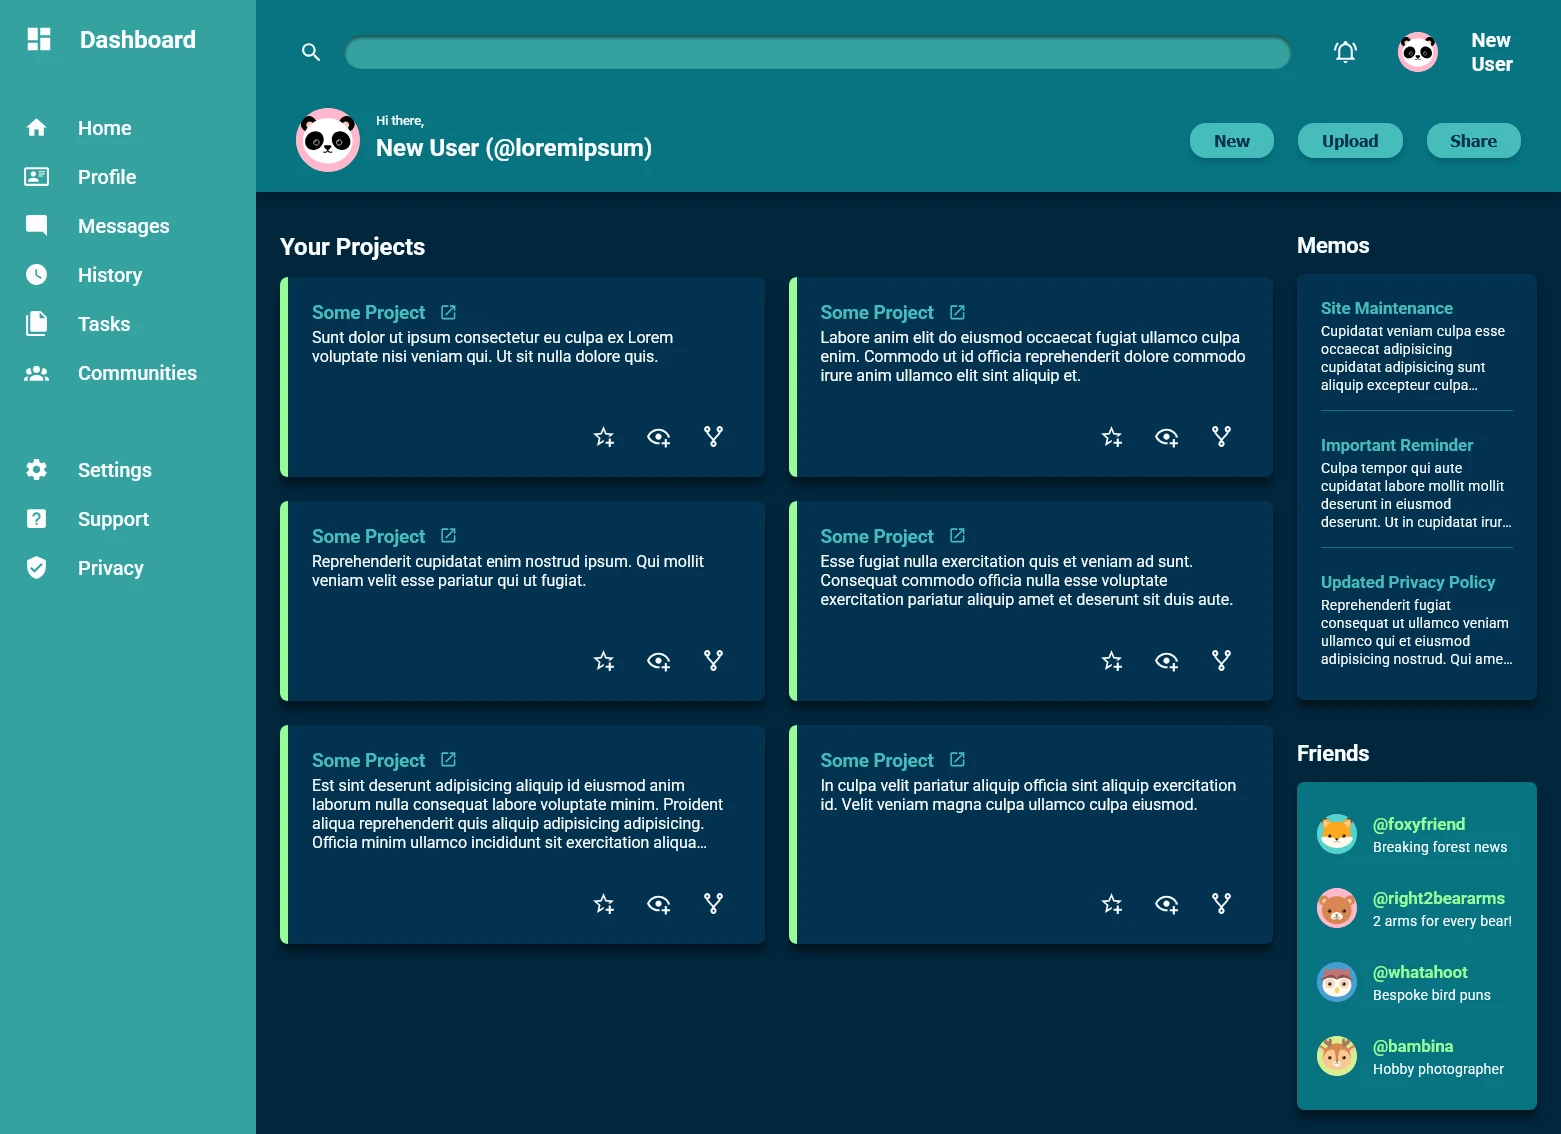 Dashboard
Home
Profile
Messages
History
Tasks
Communities
Settings
Support
Privacy
New
User
Hi there,
New User (@loremipsum)
New
Upload
Share
Your Projects
Some Project
Sunt dolor ut ipsum consectetur eu culpa ex Lorem
voluptate nisi veniam qui. Ut sit nulla dolore quis.
Some Project
Labore anim elit do eiusmod occaecat fugiat ullamco culpa
enim. Commodo ut id officia reprehenderit dolore commodo
irure anim ullamco elit sint aliquip et.
Some Project
Reprehenderit cupidatat enim nostrud ipsum. Qui mollit
veniam velit esse pariatur qui ut fugiat.
Some Project
Esse fugiat nulla exercitation quis et veniam ad sunt.
Consequat commodo officia nulla esse voluptate
exercitation pariatur aliquip amet et deserunt sit duis aute.
Some Project
Est sint deserunt adipisicing aliquip id eiusmod anim
laborum nulla consequat labore voluptate minim. Proident
aliqua reprehenderit quis aliquip adipisicing adipisicing.
Officia minim ullamco incididunt sit exercitation aliqua…
Some Project
In culpa velit pariatur aliquip officia sint aliquip exercitation
id. Velit veniam magna culpa ullamco culpa eiusmod.
Memos
Site Maintenance
Cupidatat veniam culpa esse
occaecat adipisicing
cupidatat adipisicing sunt
aliquip excepteur culpa…
Important Reminder
Culpa tempor qui aute
cupidatat labore mollit mollit
deserunt in eiusmod
deserunt. Ut in cupidatat irur…
Updated Privacy Policy
Reprehenderit fugiat
consequat ut ullamco veniam
ullamco qui et eiusmod
adipisicing nostrud. Qui ame…
Friends
@foxyfriend
Breaking forest news
@right2beararms
2 arms for every bear!
@whatahoot
Bespoke bird puns
@bambina
Hobby photographer